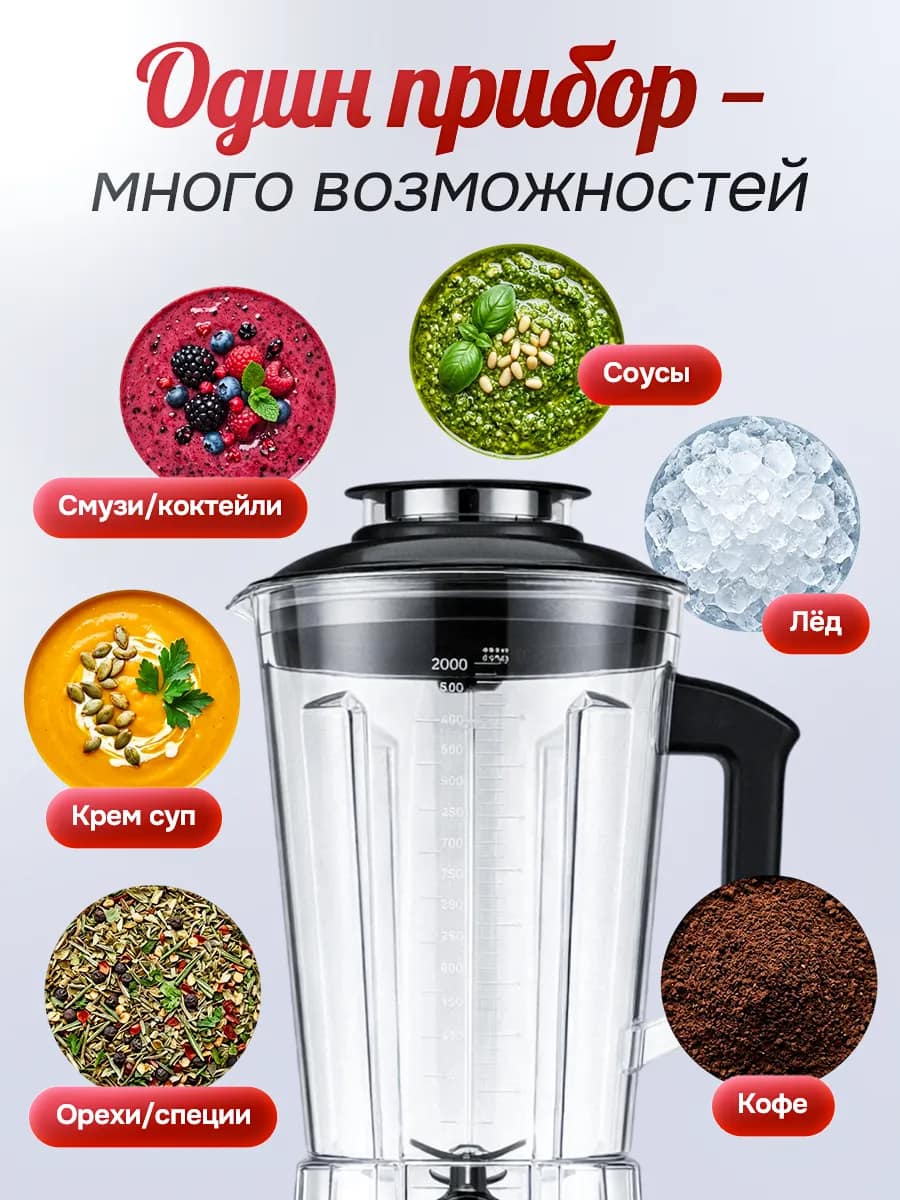 Один прибор –
много возможностей
Соусы
Смузи/коктейли
Лёд
2000
Крем суп
Орехи/специи
Кофе